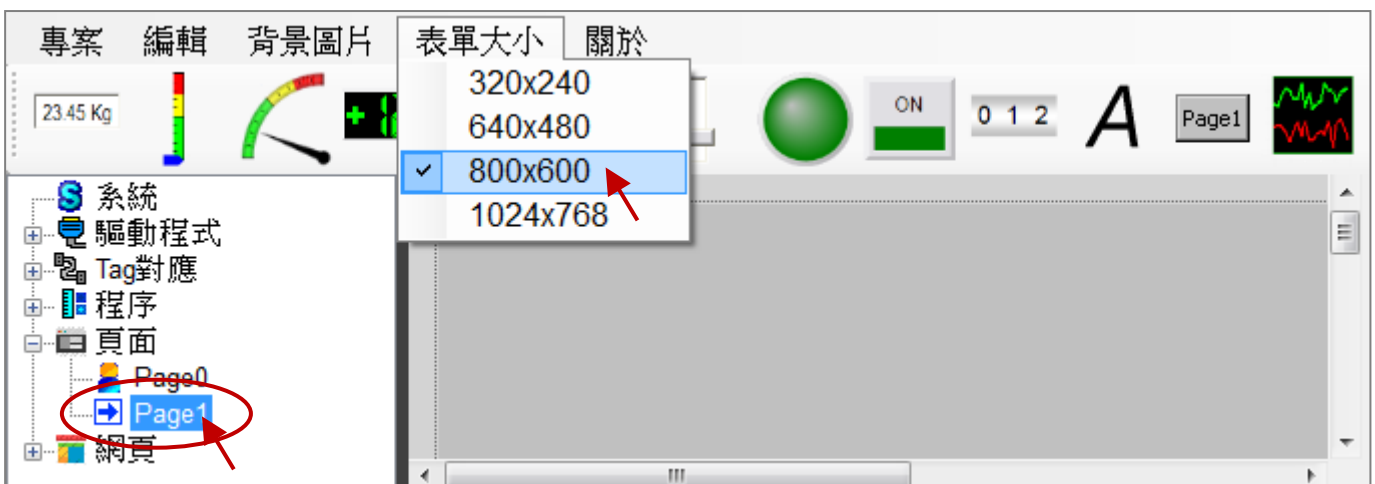 專案 編輯 背景圖片 表單大小 關於
320x240
640x480
800x600
1024x768
23.45 Kg
ON
0 1 2
A
Page1
系統
驅動程式
Tag對應
程序
頁面
Page0
Page1
網頁